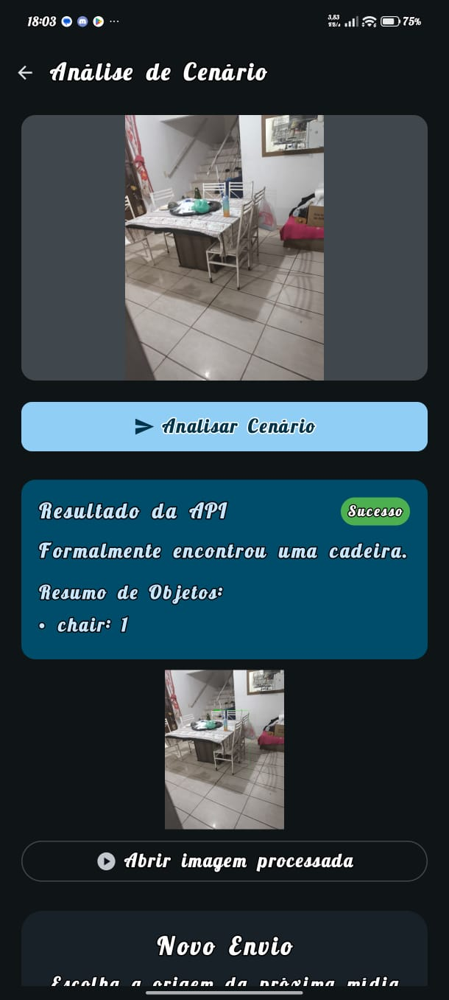 18:03 ··· 3,83 KB/s 6 75%
← Análise de Cenário
Analisar Cenário
Resultado da API Sucesso
Formalmente encontrou uma cadeira.
Resumo de Objetos:
• chair: 1
Abrir imagem processada
Novo Envio
Escolha a origem da próxima mídia